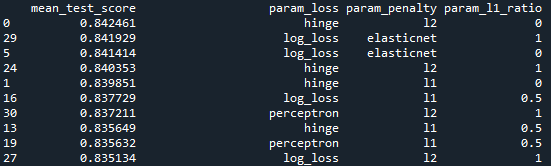 mean_test_score param_loss param_penalty param_l1_ratio
0 0.842461 hinge l2 0
29 0.841929 log_loss elasticnet 1
5 0.841414 log_loss elasticnet 0
24 0.840353 hinge l2 1
1 0.839851 hinge l1 0
16 0.837729 log_loss l1 0.5
30 0.837211 perceptron l2 1
13 0.835649 hinge l1 0.5
19 0.835632 perceptron l1 0.5
27 0.835134 log_loss l2 1